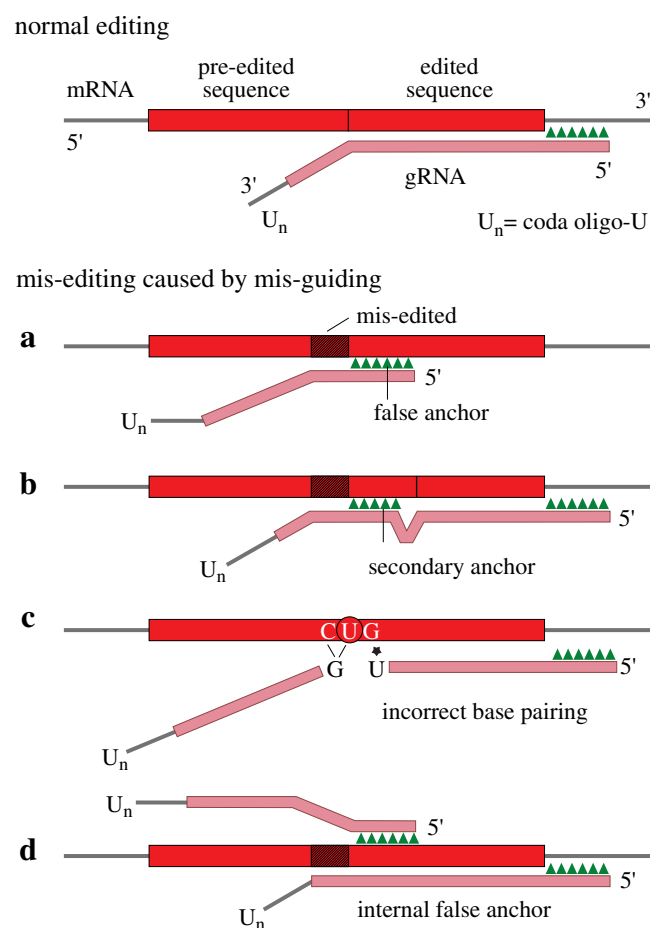 normal editing
pre-edited
sequence
edited
sequence
mRNA
3'
5'
3'
gRNA
5'
Un
Un= coda oligo-U
mis-editing caused by mis-guiding
a
mis-edited
5'
false anchor
Un
b
5'
secondary anchor
Un
c
C U G
G U
5'
incorrect base pairing
Un
Un
5'
d
5'
internal false anchor
Un